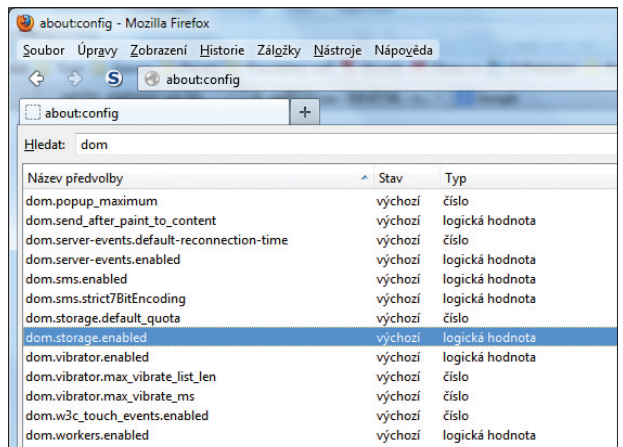 about:config - Mozilla Firefox
Soubor Úpravy Zobrazení Historie Záložky Nástroje Nápověda
S about:config
about:config +
Hledat: dom
Název předvolby Stav Typ
dom.popup_maximum výchozí číslo
dom.send_after_paint_to_content výchozí logická hodnota
dom.server-events.default-reconnection-time výchozí číslo
dom.server-events.enabled výchozí logická hodnota
dom.sms.enabled výchozí logická hodnota
dom.sms.strict7BitEncoding výchozí logická hodnota
dom.storage.default_quota výchozí číslo
dom.storage.enabled výchozí logická hodnota
dom.vibrator.enabled výchozí logická hodnota
dom.vibrator.max_vibrate_list_len výchozí číslo
dom.vibrator.max_vibrate_ms výchozí číslo
dom.w3c_touch_events.enabled výchozí číslo
dom.workers.enabled výchozí logická hodnota